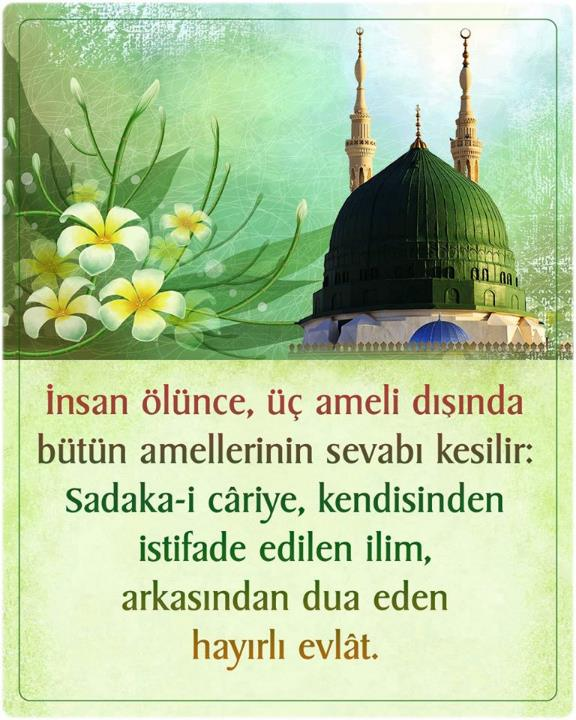 İnsan ölünce, üç ameli dışında
bütün amellerinin sevabı kesilir:
Sadaka-i câriye, kendisinden
istifade edilen ilim,
arkasından dua eden
hayırlı evlât.